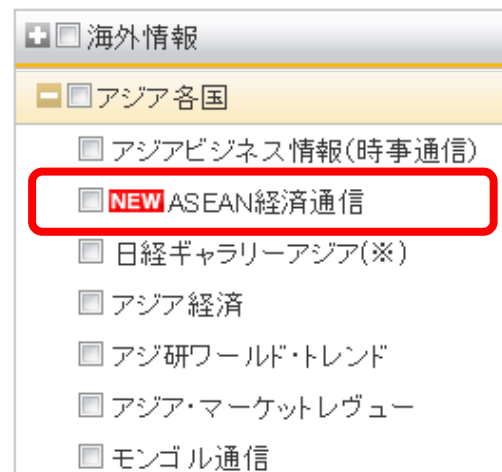 海外情報
アジア各国
アジアビジネス情報(時事通信)
NEW ASEAN経済通信
日経ギャラリーアジア(※)
アジア経済
アジ研ワールド・トレンド
アジア・マーケットレヴュー
モンゴル通信